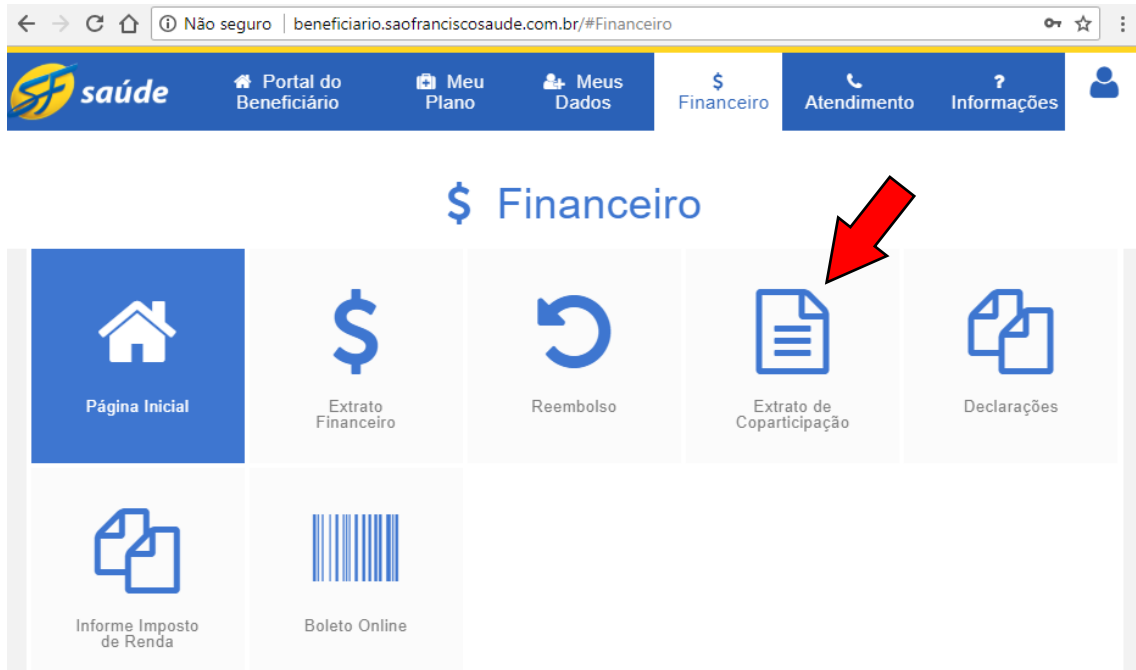 Não seguro | beneficiario.saofranciscosaude.com.br/#Financeiro
SF saúde
Portal do
Beneficiário
Meu
Plano
Meus
Dados
$
Financeiro
Atendimento
?
Informações
$ Financeiro
Página Inicial
$
Extrato
Financeiro
Reembolso
Extrato de
Coparticipação
Declarações
Informe Imposto
de Renda
Boleto Online